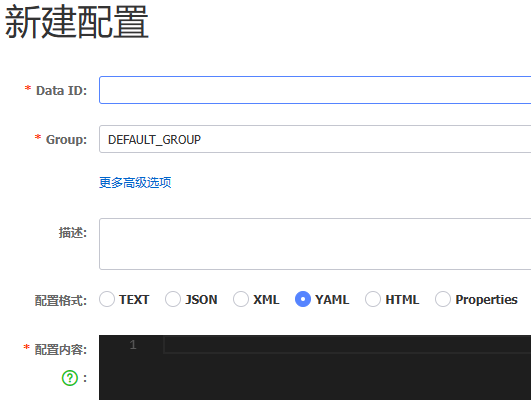 新建配置
* Data ID:
* Group: DEFAULT_GROUP
更多高级选项
描述:
配置格式: TEXT JSON XML YAML HTML Properties
* 配置内容: 1
? :